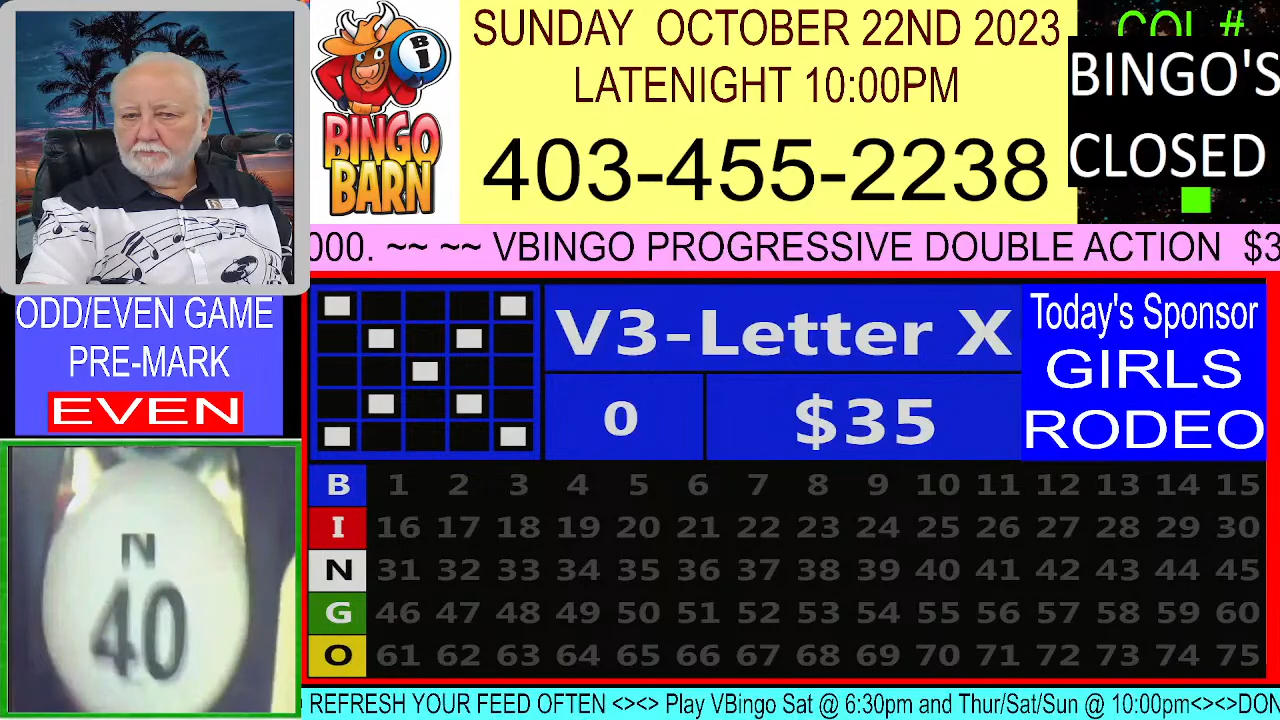 B
1
BINGO
BARN
SUNDAY OCTOBER 22ND 2023
LATENIGHT 10:00PM
403-455-2238
COL #
BINGO'S
CLOSED
000. ~~ ~~ VBINGO PROGRESSIVE DOUBLE ACTION $3
ODD/EVEN GAME
PRE-MARK
EVEN
V3-Letter X
0
$35
Today's Sponsor
GIRLS
RODEO
N
40
B 1 2 3 4 5 6 7 8 9 10 11 12 13 14 15
I 16 17 18 19 20 21 22 23 24 25 26 27 28 29 30
N 31 32 33 34 35 36 37 38 39 40 41 42 43 44 45
G 46 47 48 49 50 51 52 53 54 55 56 57 58 59 60
O 61 62 63 64 65 66 67 68 69 70 71 72 73 74 75
REFRESH YOUR FEED OFTEN <><> Play VBingo Sat @ 6:30pm and Thur/Sat/Sun @ 10:00pm<><>DON